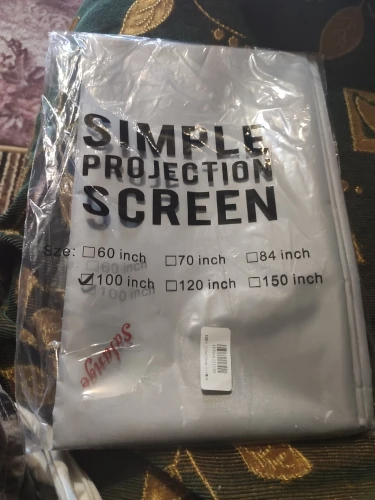 SIMPLE
PROJECTION
SCREEN
Size: ☐60 inch ☐70 inch ☐84 inch
☑100 inch ☐120 inch ☐150 inch